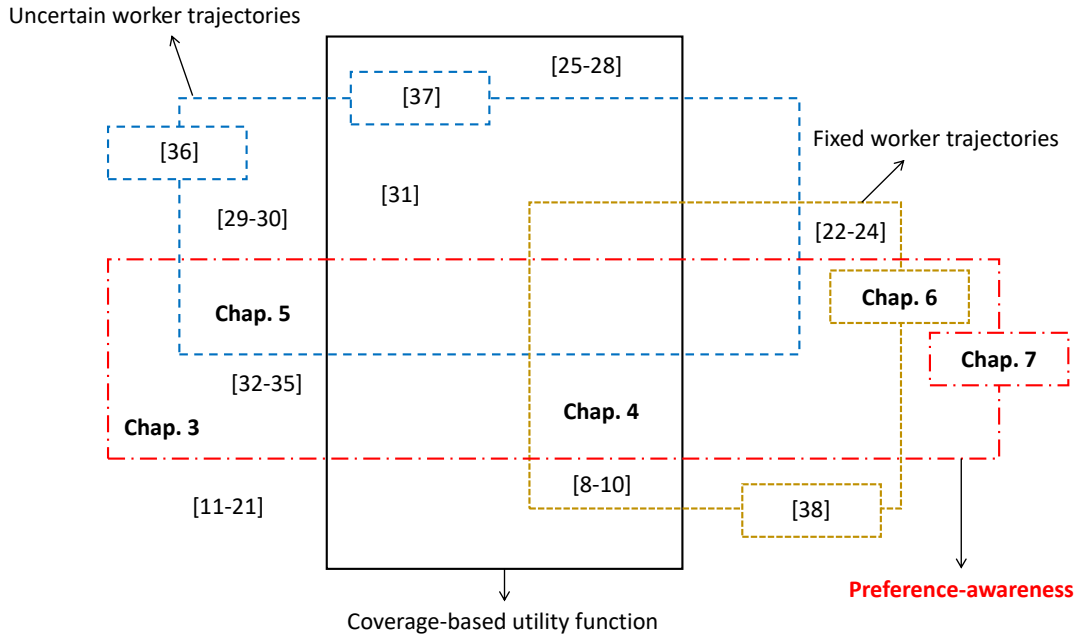 Uncertain worker trajectories
[25-28]
[37]
[36]
Fixed worker trajectories
[31]
[29-30]
[22-24]
Chap. 6
Chap. 5
Chap. 7
[32-35]
Chap. 4
Chap. 3
[8-10]
[11-21]
[38]
Preference-awareness
Coverage-based utility function